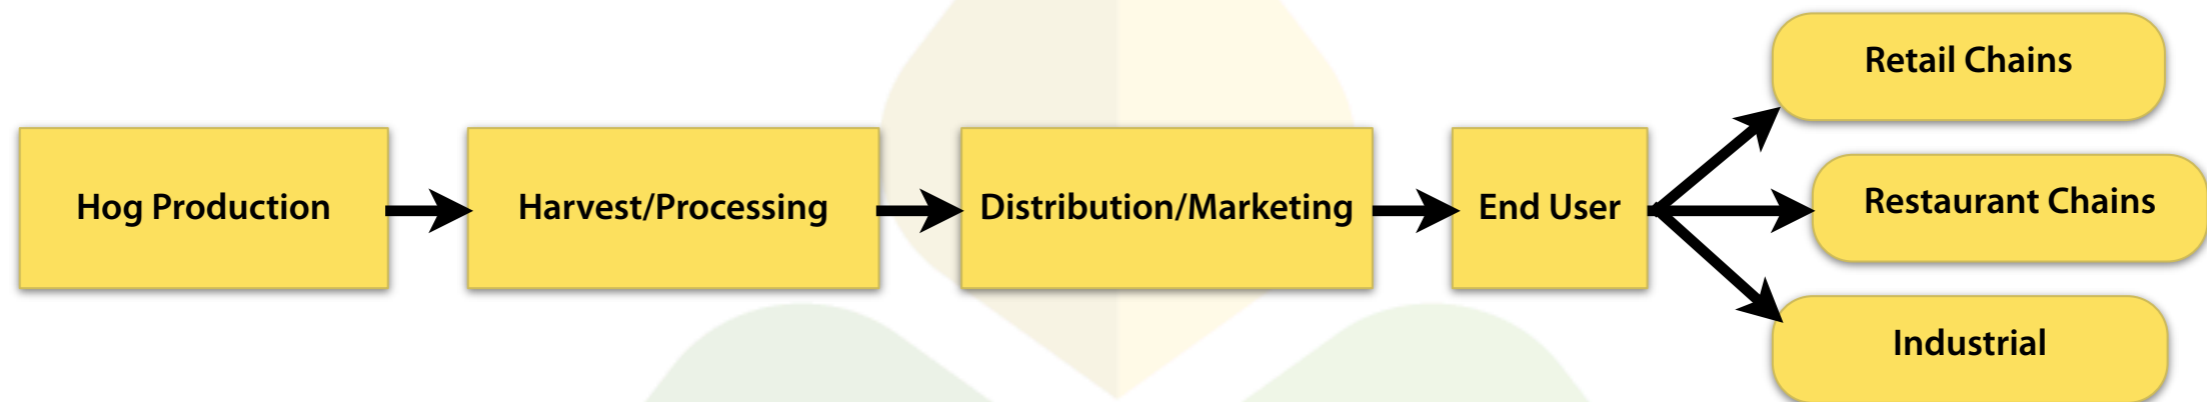 Hog Production
Harvest/Processing
Distribution/Marketing
End User
Retail Chains
Restaurant Chains
Industrial